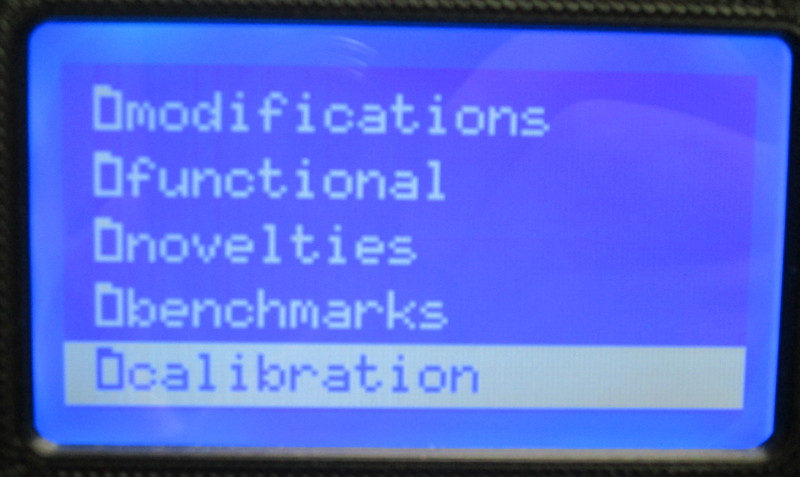 modifications
functional
novelties
benchmarks
calibration